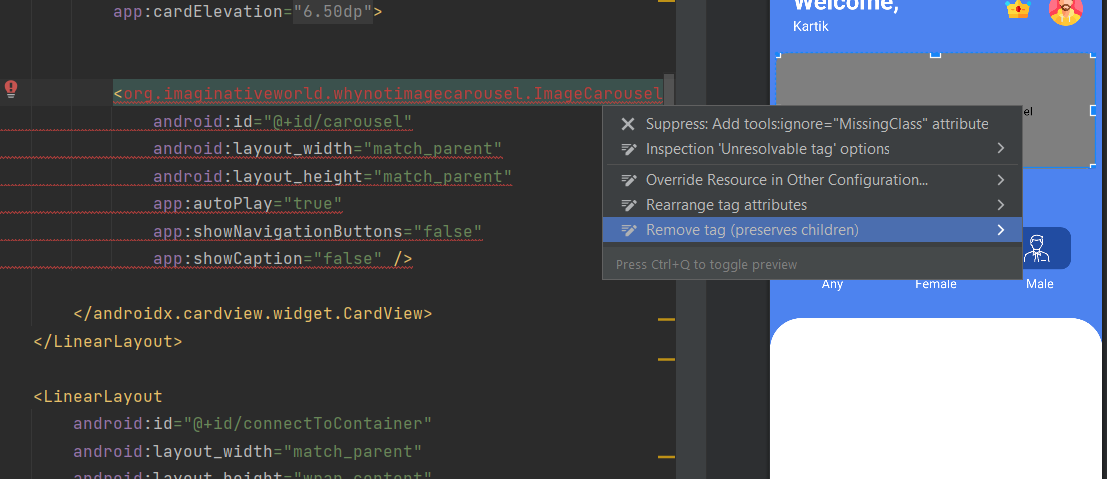 app:cardElevation="6.50dp">
<org.imaginativeworld.whynotimagecarousel.ImageCarousel
android:id="@+id/carousel"
android:layout_width="match_parent"
android:layout_height="match_parent"
app:autoPlay="true"
app:showNavigationButtons="false"
app:showCaption="false" />
</androidx.cardview.widget.CardView>
</LinearLayout>
<LinearLayout
android:id="@+id/connectToContainer"
android:layout_width="match_parent"
android:layout_height="wrap_content"
Suppress: Add tools:ignore="MissingClass" attribute
Inspection 'Unresolvable tag' options
Override Resource in Other Configuration...
Rearrange tag attributes
Remove tag (preserves children)
Press Ctrl+Q to toggle preview
Welcome,
Kartik
el
Any Female Male